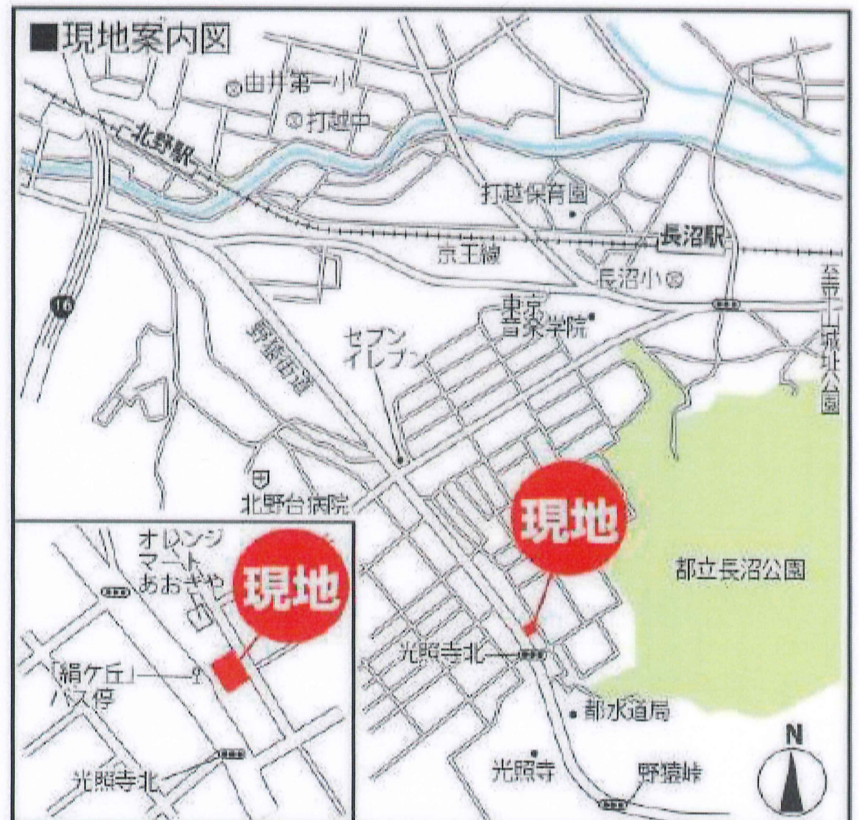 ■現地案内図
由井第一小
打越中
北野駅
打越保育園
長沼駅
京王線
長沼小
至平山城址公園
16
東京
音楽学院
セブン
イレブン
野猿街道
北野台病院
現地
都立長沼公園
光照寺北
都水道局
光照寺
野猿峠
N
オレンジ
マート
あおぎや
現地
「絹ケ丘」
バス停
光照寺北